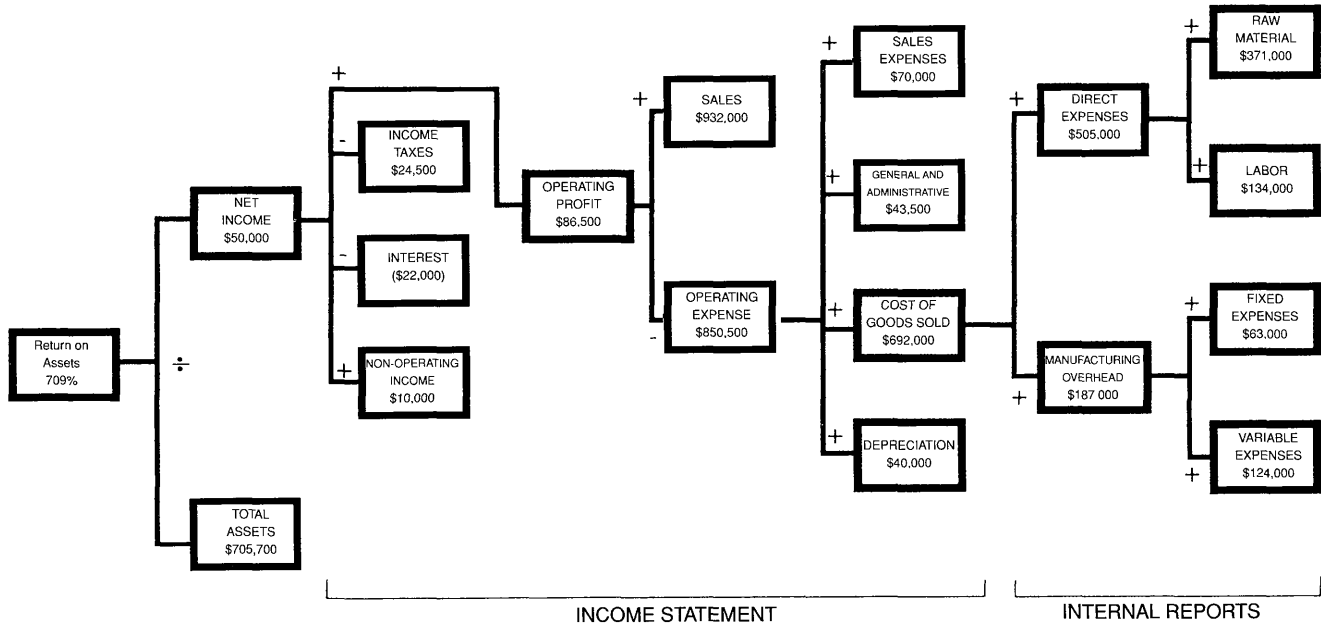 Return on
Assets
709%
÷
NET
INCOME
$50,000
TOTAL
ASSETS
$705,700
+
-
INCOME
TAXES
$24,500
-
INTEREST
($22,000)
+
NON-OPERATING
INCOME
$10,000
OPERATING
PROFIT
$86,500
+
SALES
$932,000
-
OPERATING
EXPENSE
$850,500
+
SALES
EXPENSES
$70,000
+
GENERAL AND
ADMINISTRATIVE
$43,500
+
COST OF
GOODS SOLD
$692,000
+
DEPRECIATION
$40,000
+
DIRECT
EXPENSES
$505,000
+
MANUFACTURING
OVERHEAD
$187 000
+
RAW
MATERIAL
$371,000
+
LABOR
$134,000
+
FIXED
EXPENSES
$63.000
+
VARIABLE
EXPENSES
$124,000
INCOME STATEMENT
INTERNAL REPORTS